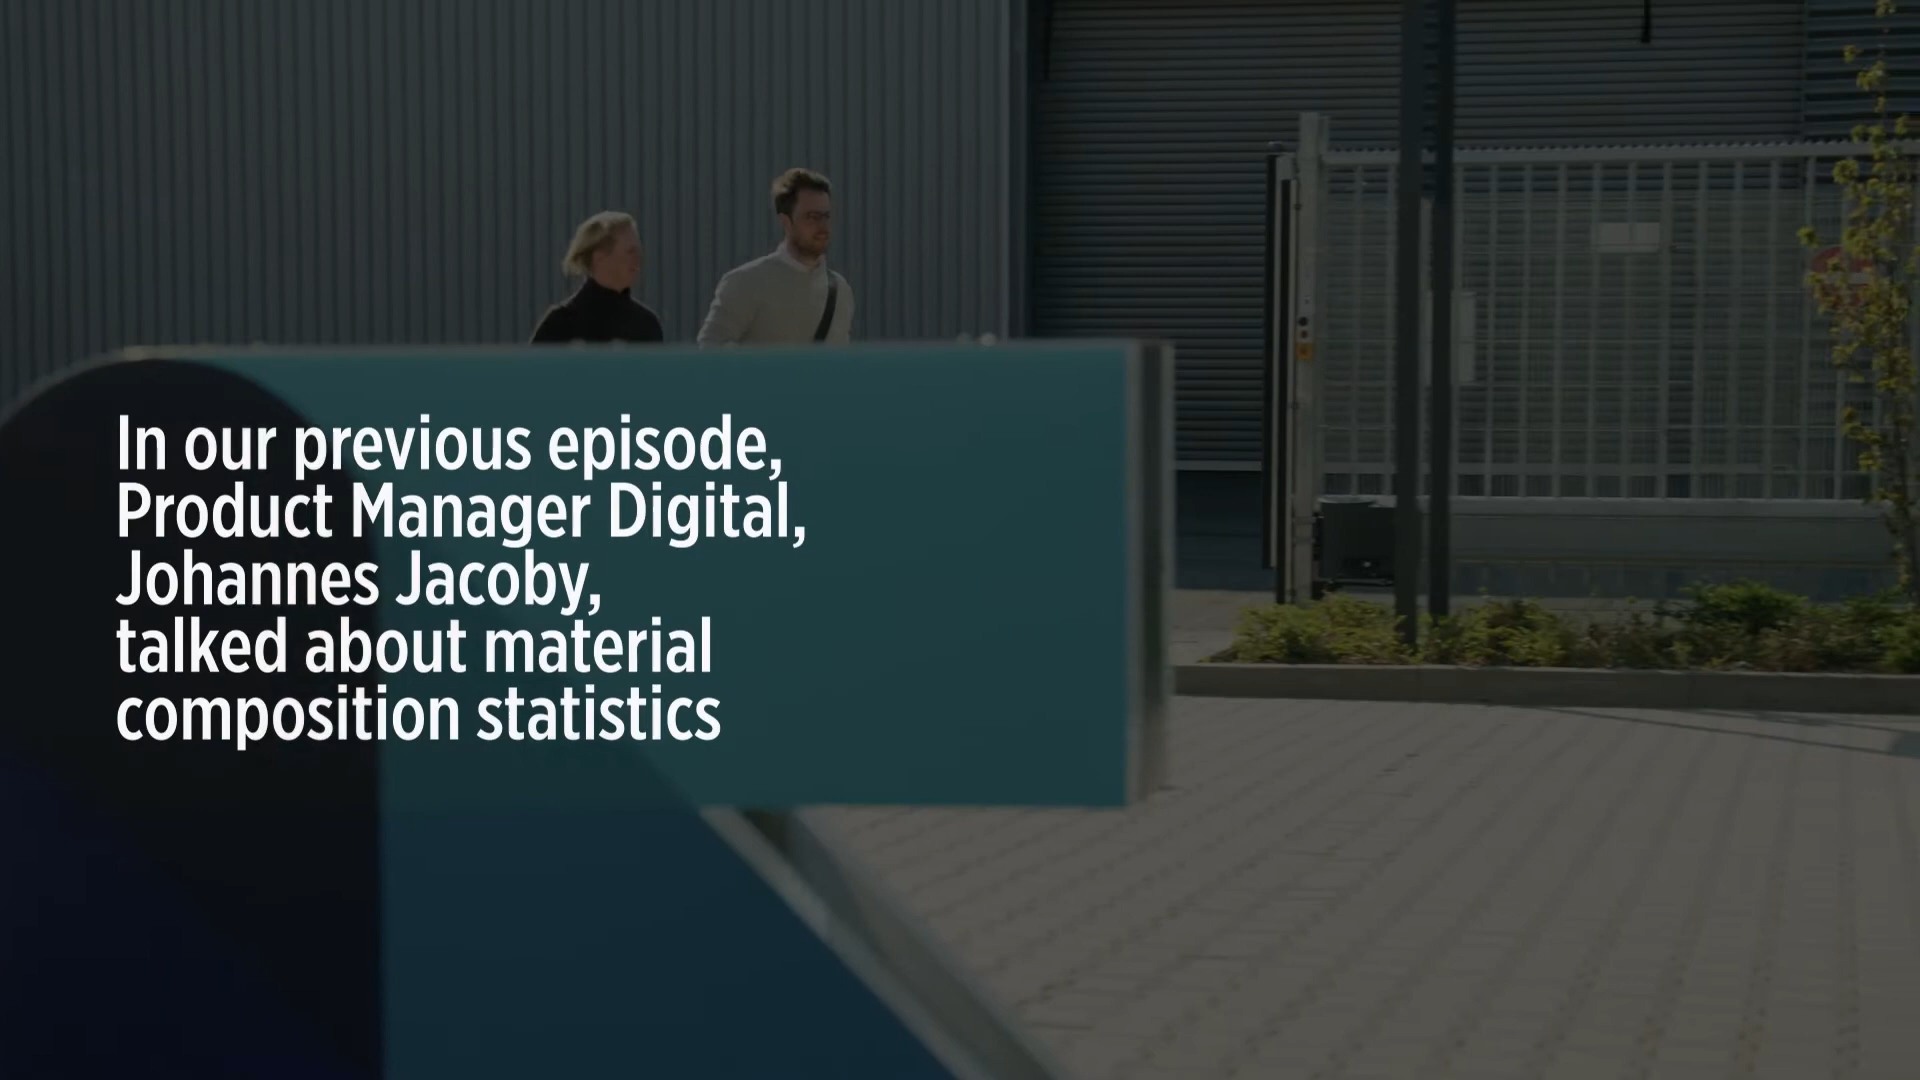 In our previous episode,
Product Manager Digital,
Johannes Jacoby,
talked about material
composition statistics